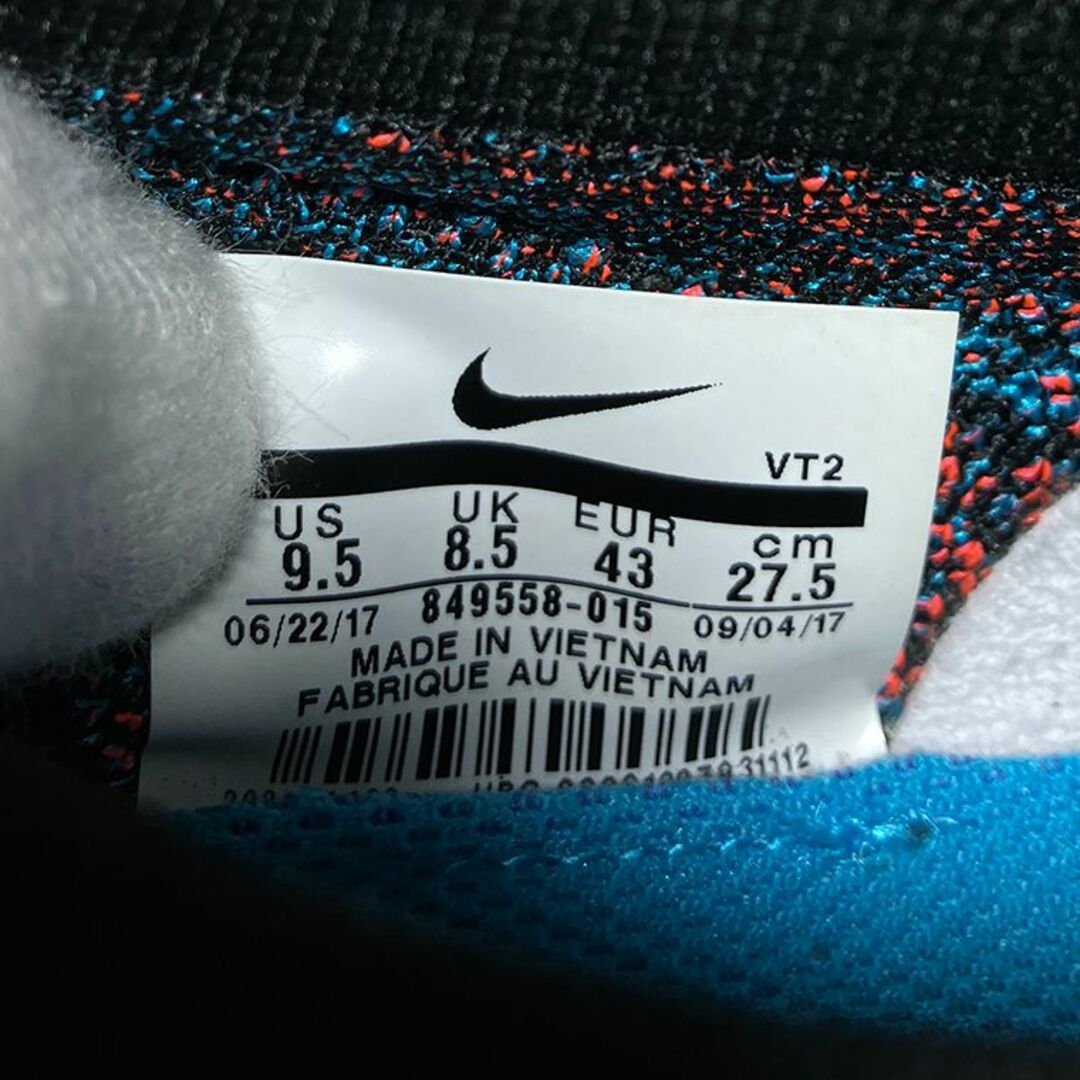 VT2
US UK EUR cm
9.5 8.5 43 27.5
06/22/17 849558-015 09/04/17
MADE IN VIETNAM
FABRIQUE AU VIETNAM